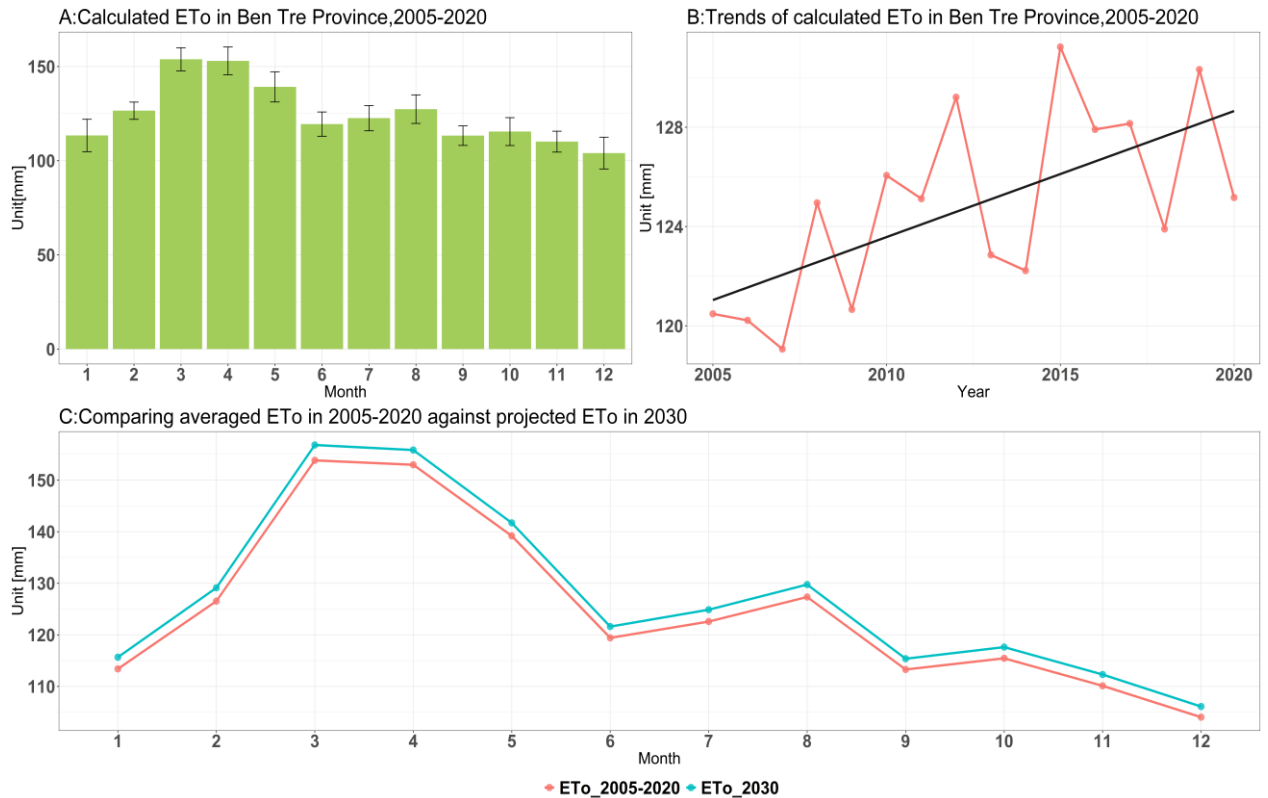 A:Calculated ETo in Ben Tre Province,2005-2020
150
100
50
0
Unit[mm]
1 2 3 4 5 6 7 8 9 10 11 12
Month
B:Trends of calculated ETo in Ben Tre Province,2005-2020
128
124
120
Unit [mm]
2005 2010 2015 2020
Year
C:Comparing averaged ETo in 2005-2020 against projected ETo in 2030
150
140
130
120
110
Unit [mm]
1 2 3 4 5 6 7 8 9 10 11 12
Month
ETo_2005-2020 ETo_2030